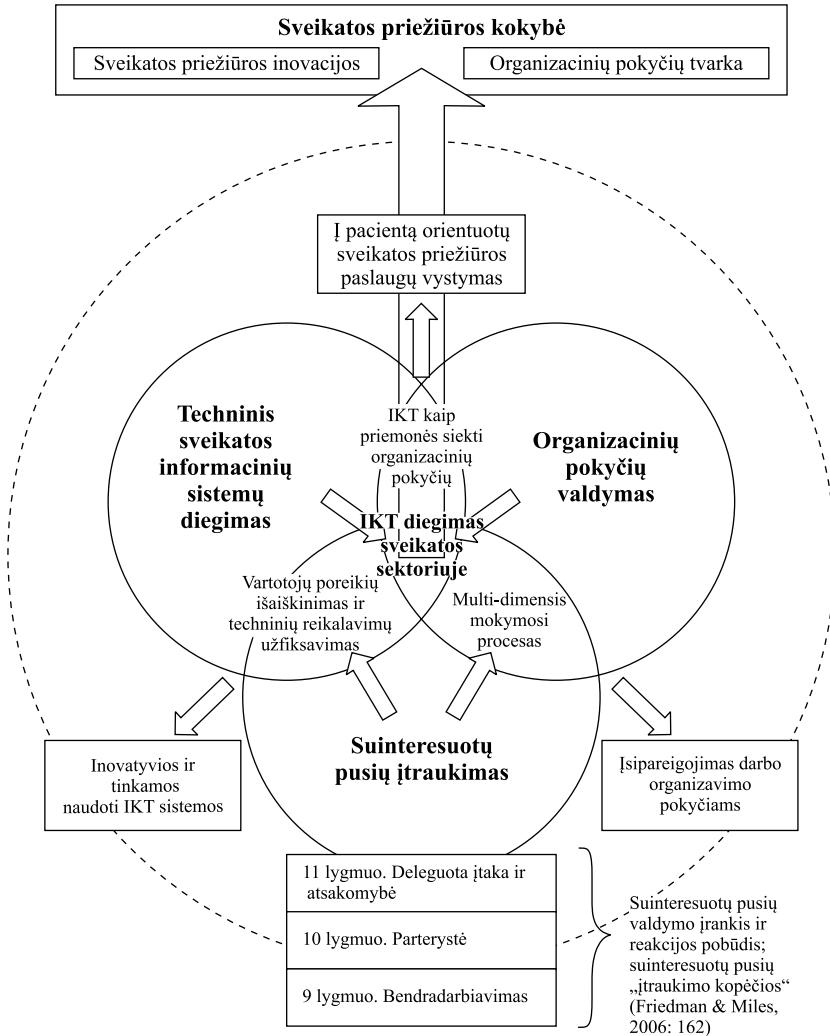 Sveikatos priežiūros kokybė
Sveikatos priežiūros inovacijos
Organizacinių pokyčių tvarka
Į pacientą orientuotų
sveikatos priežiūros
paslaugų vystymas
Techninis
sveikatos
informacinių
sistemų
diegimas
IKT kaip
priemonės siekti
organizacinių
pokyčių
Organizacinių
pokyčių
valdymas
IKT diegimas
sveikatos
sektoriuje
Vartotojų poreikių
išaiškinimas ir
techninių reikalavimų
užfiksavimas
Multi-dimensis
mokymosi
procesas
Suinteresuotų
pusių įtraukimas
Inovatyvios ir
tinkamos
naudoti IKT sistemos
Įsipareigojimas darbo
organizavimo
pokyčiams
11 lygmuo. Deleguota įtaka ir
atsakomybė
10 lygmuo. Parterystė
9 lygmuo. Bendradarbiavimas
Suinteresuotų pusių
valdymo įrankis ir
reakcijos pobūdis;
suinteresuotų pusių
„įtraukimo kopėčios“
(Friedman & Miles,
2006: 162)